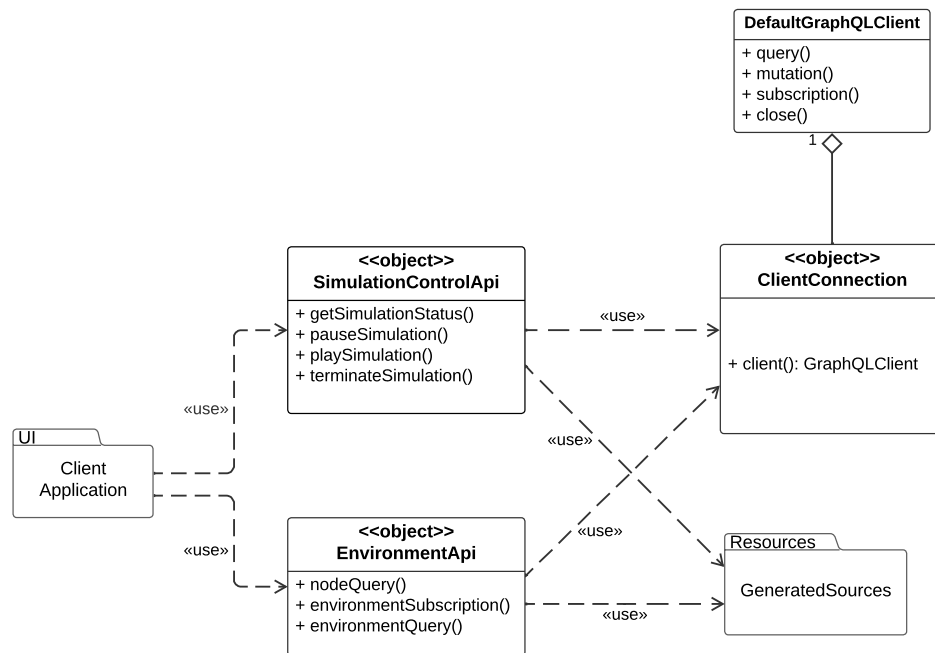 DefaultGraphQLClient
+ query()
+ mutation()
+ subscription()
+ close()
1
<<object>>
ClientConnection
+ client(): GraphQLClient
<<object>>
SimulationControlApi
+ getSimulationStatus()
+ pauseSimulation()
+ playSimulation()
+ terminateSimulation()
«use»
«use»
«use»
UI
Client
Application
«use»
«use»
<<object>>
EnvironmentApi
+ nodeQuery()
+ environmentSubscription()
+ environmentQuery()
«use»
Resources
GeneratedSources